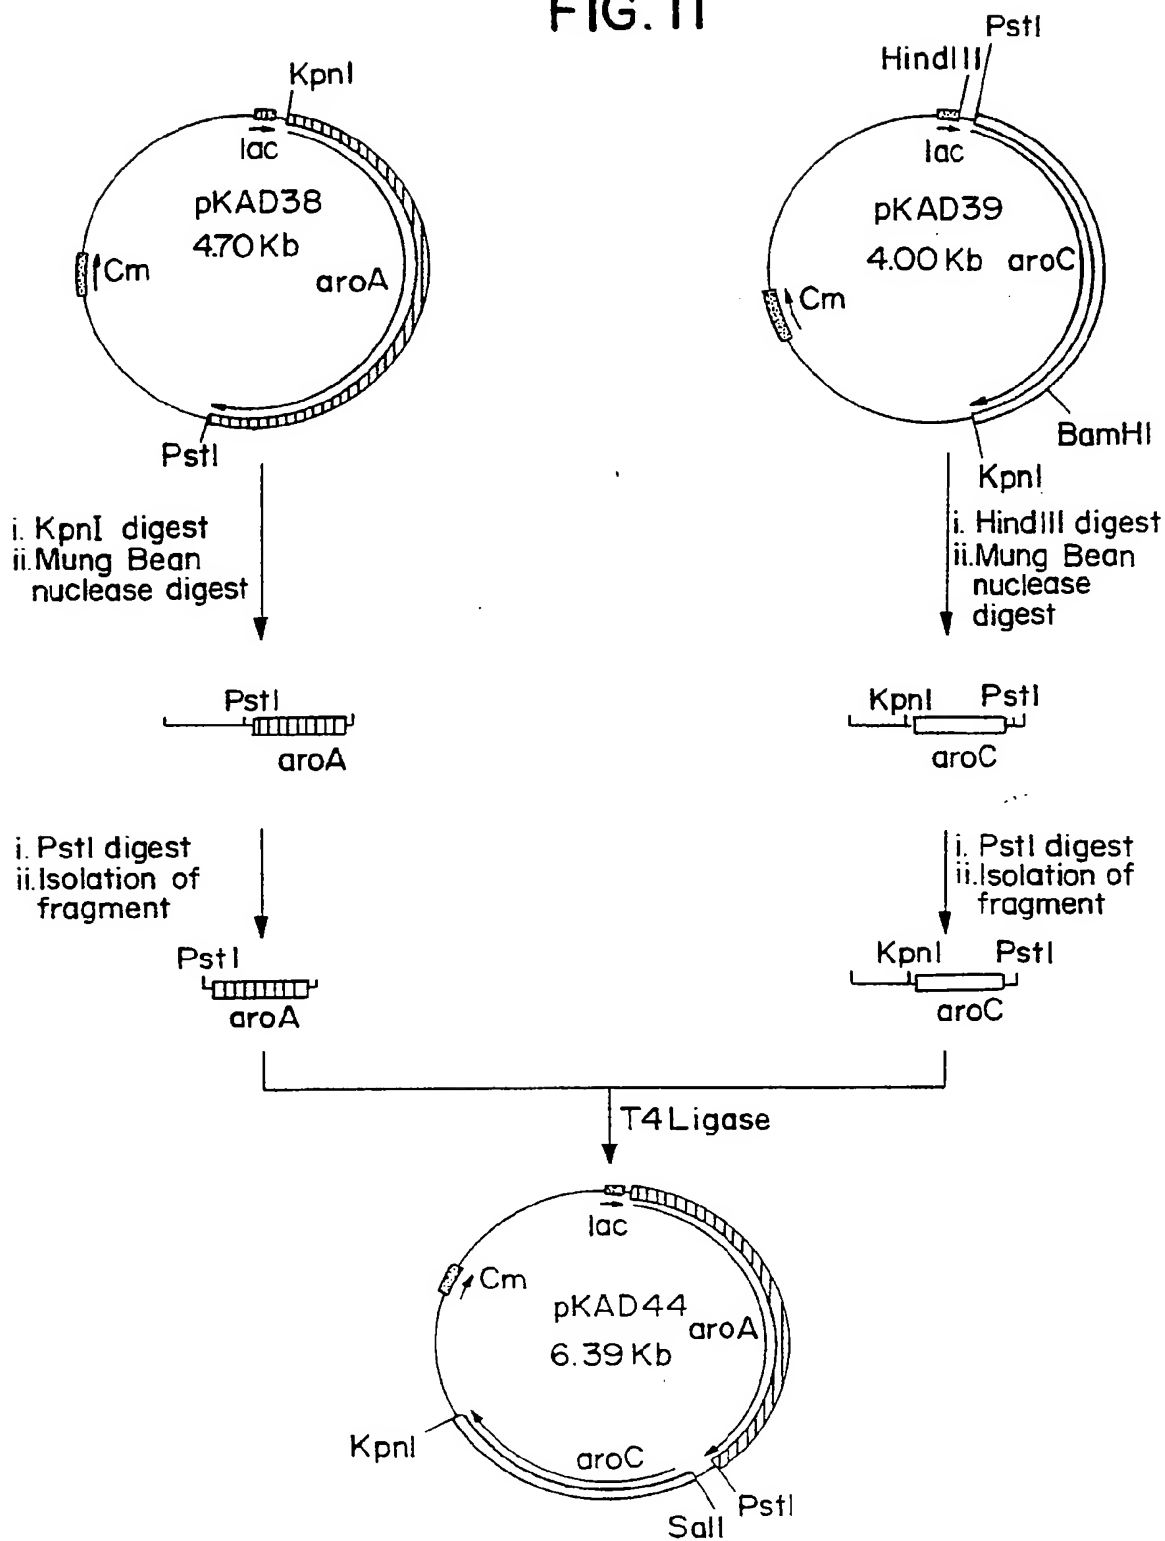 FIG. 11
KpnI
lac
pKAD38
4.70 Kb
aroA
Cm
PstI
HindIII
PstI
lac
pKAD39
4.00 Kb aroC
Cm
BamHI
KpnI
i. KpnI digest
ii. Mung Bean
nuclease digest
i. HindIII digest
ii. Mung Bean
nuclease
digest
PstI
aroA
KpnI PstI
aroC
i. PstI digest
ii. Isolation of
fragment
i. PstI digest
ii. Isolation of
fragment
PstI
aroA
KpnI PstI
aroC
T4 Ligase
lac
Cm
pKAD44
aroA
6.39 Kb
KpnI
aroC
PstI
SalI